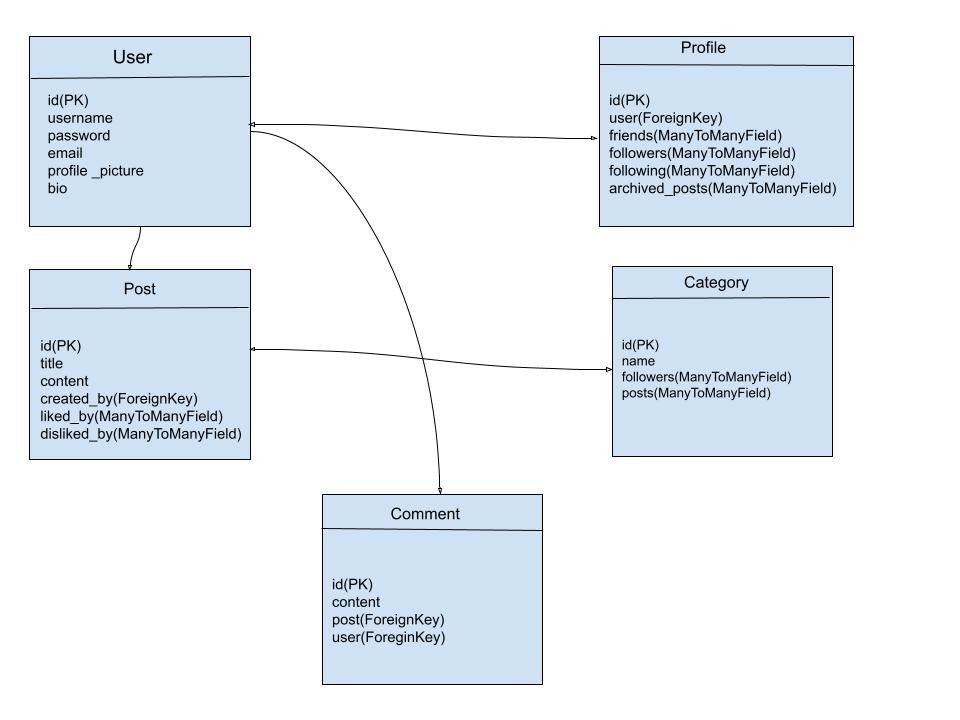 User
id(PK)
username
password
email
profile _picture
bio
Profile
id(PK)
user(ForeignKey)
friends(ManyToManyField)
followers(ManyToManyField)
following(ManyToManyField)
archived_posts(ManyToManyField)
Post
id(PK)
title
content
created_by(ForeignKey)
liked_by(ManyToManyField)
disliked_by(ManyToManyField)
Category
id(PK)
name
followers(ManyToManyField)
posts(ManyToManyField)
Comment
id(PK)
content
post(ForeignKey)
user(ForeginKey)